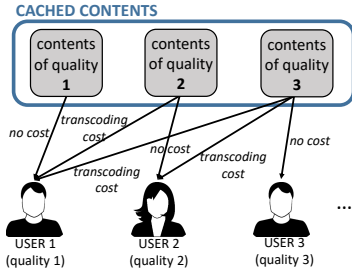 CACHED CONTENTS
contents
of quality
1
contents
of quality
2
contents
of quality
3
no cost
transcoding
cost
no cost
transcoding
cost
no cost
transcoding
cost
...
USER 1
(quality 1)
USER 2
(quality 2)
USER 3
(quality 3)